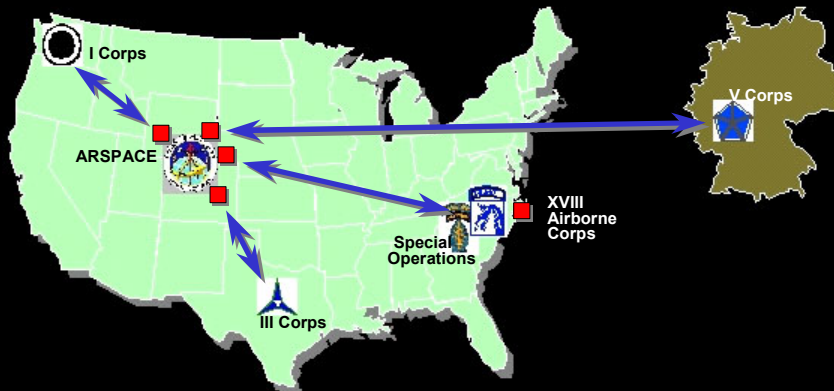 I Corps
V Corps
ARSPACE
XVIII
Airborne
Corps
Special
Operations
III Corps